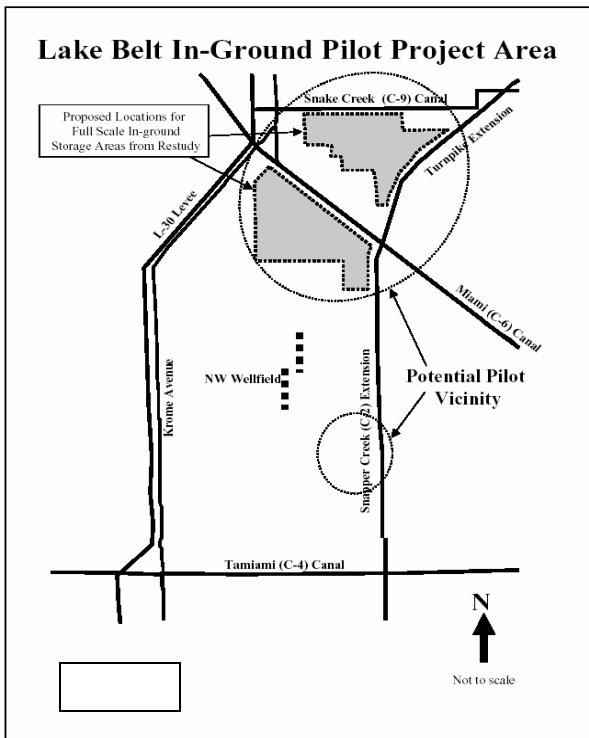 Lake Belt In-Ground Pilot Project Area
Snake Creek (C-9) Canal
Proposed Locations for
Full Scale In-ground
Storage Areas from Restudy
Turnpike Extension
L-30 Levee
Miami (C-6) Canal
Potential Pilot
Vicinity
NW Wellfield
Krome Avenue
Snapper Creek (C-2) Extension
Tamiami (C-4) Canal
N
Not to scale